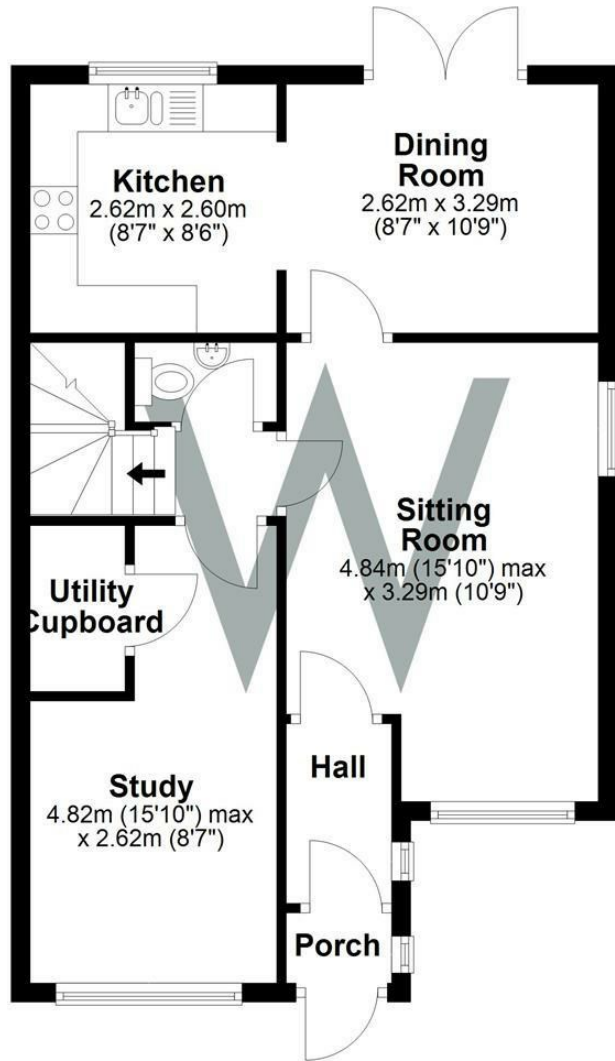 Kitchen
2.62m x 2.60m
(8'7" x 8'6")
Dining
Room
2.62m x 3.29m
(8'7" x 10'9")
Sitting
Room
4.84m (15'10") max
x 3.29m (10'9")
Utility
Cupboard
Study
4.82m (15'10") max
x 2.62m (8'7")
Hall
Porch
W